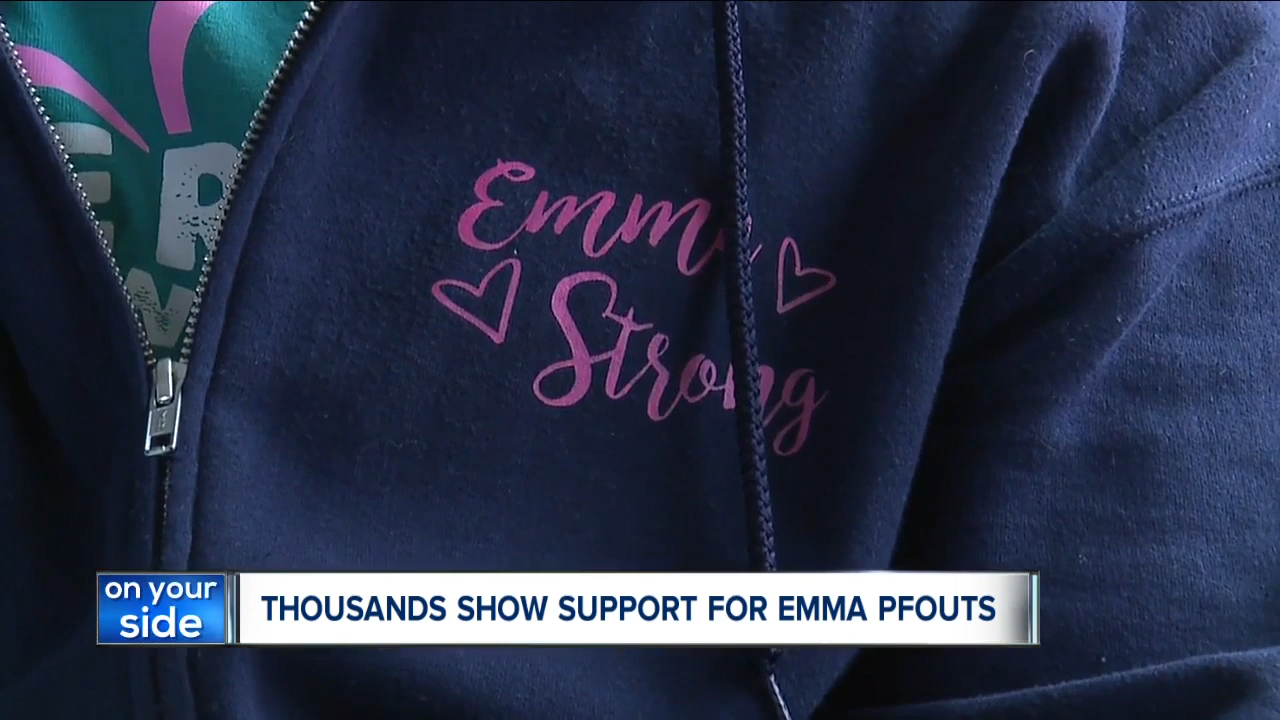 Emma
Strong
on your
side
THOUSANDS SHOW SUPPORT FOR EMMA PFOUTS